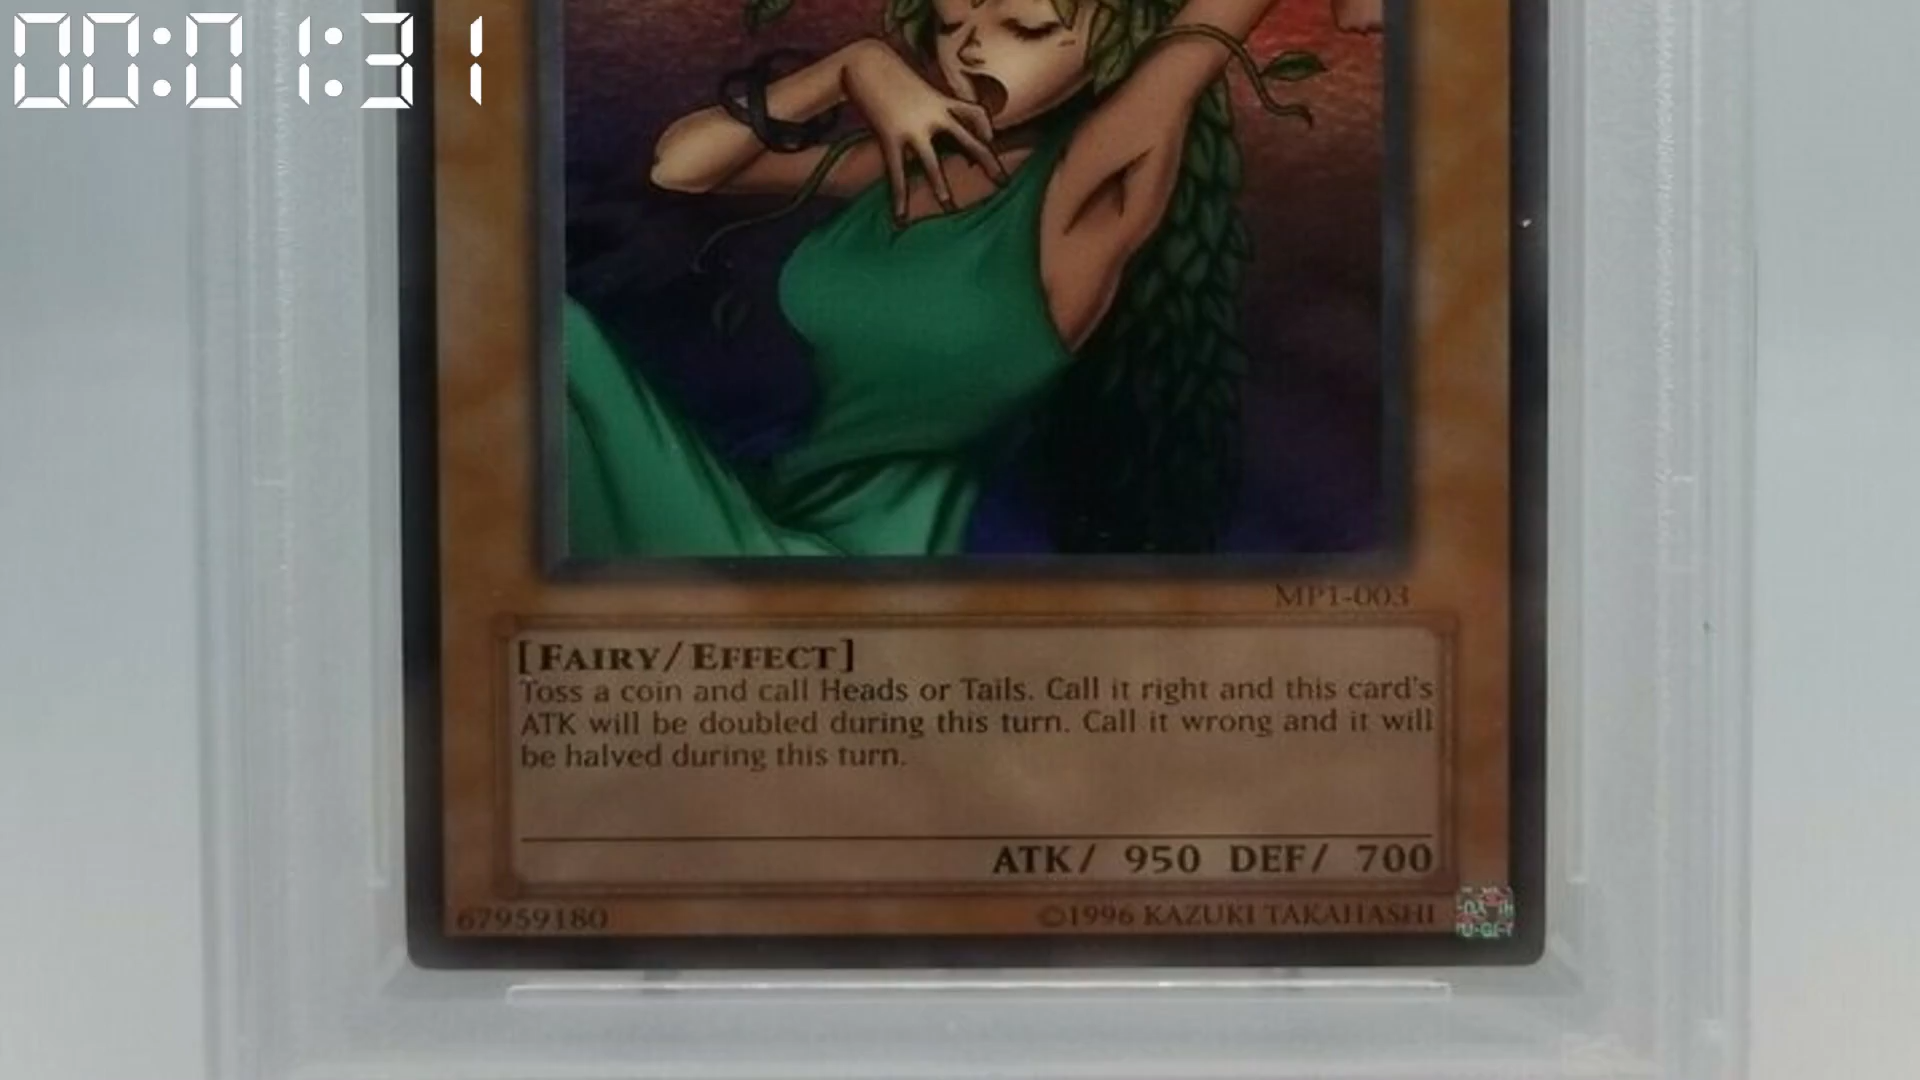 00:01:31
MP1-003
[FAIRY/EFFECT]
Toss a coin and call Heads or Tails. Call it right and this card's
ATK will be doubled during this turn. Call it wrong and it will
be halved during this turn.
ATK/ 950 DEF/ 700
67959180
©1996 KAZUKI TAKAHASHI